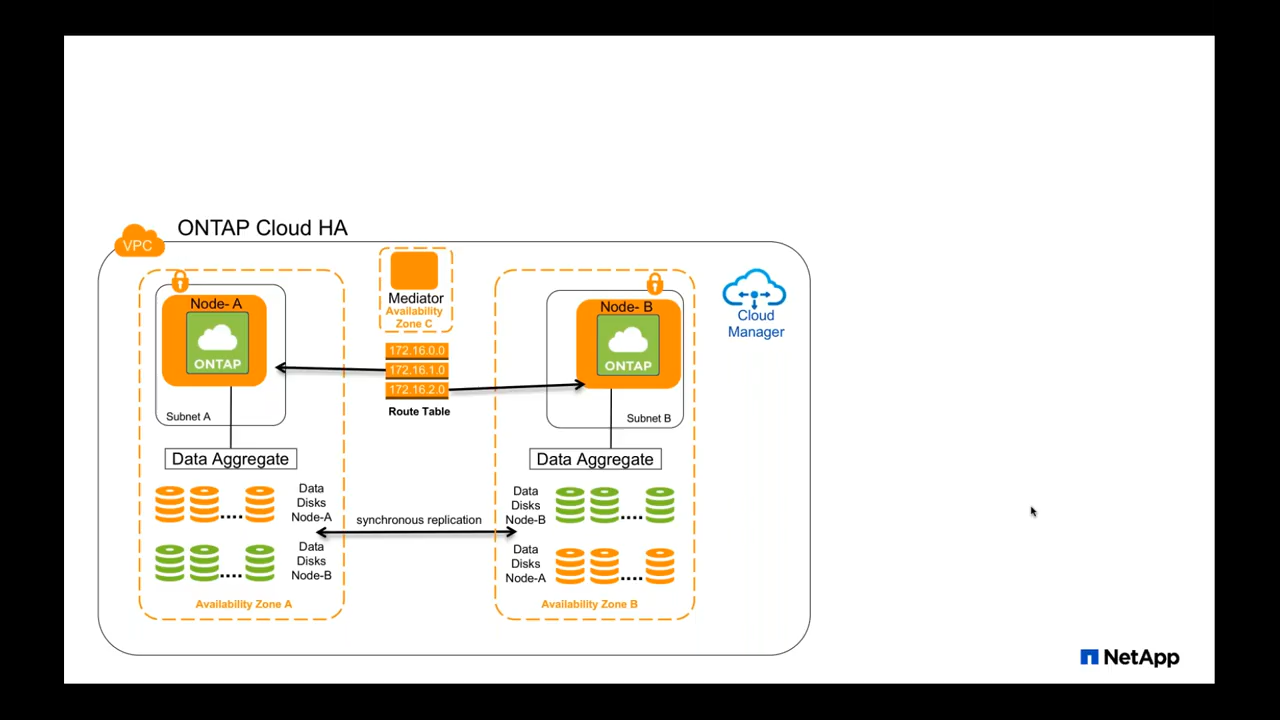 ONTAP Cloud HA
VPC
Node- A
ONTAP
Subnet A
Mediator
Availability
Zone C
172.16.0.0
172.16.1.0
172.16.2.0
Route Table
Node- B
ONTAP
Subnet B
Cloud
Manager
Data Aggregate
Data
Disks
Node-A
Data
Disks
Node-B
Availability Zone A
synchronous replication
Data Aggregate
Data
Disks
Node-B
Data
Disks
Node-A
Availability Zone B
NetApp